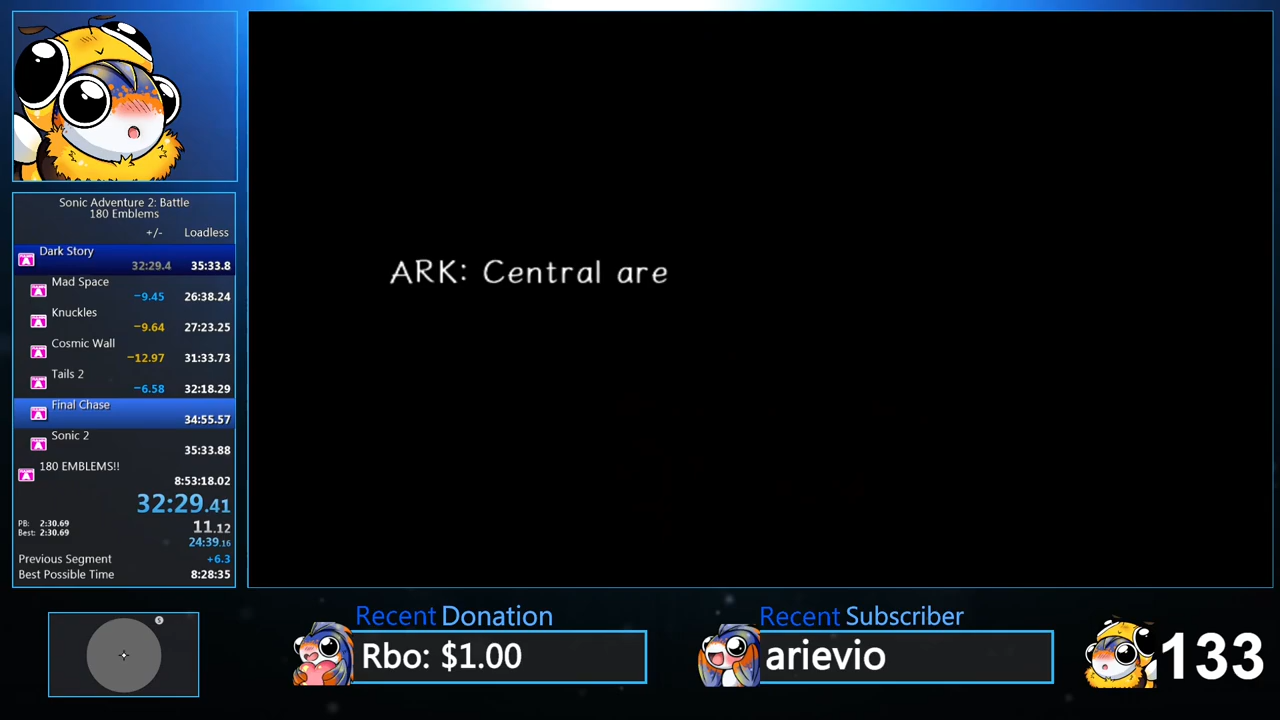 Sonic Adventure 2: Battle
180 Emblems
+/- Loadless
Dark Story
32:29.4 35:33.8
Mad Space
−9.45 26:38.24
Knuckles
−9.64 27:23.25
Cosmic Wall
−12.97 31:33.73
Tails 2
−6.58 32:18.29
Final Chase
34:55.57
Sonic 2
35:33.88
180 EMBLEMS!!
8:53:18.02
32:29.41
PB: 2:30.69 11.12
Best: 2:30.69 24:39.16
Previous Segment +6.3
Best Possible Time 8:28:35
ARK: Central are
S
Recent Donation
Rbo: $1.00
Recent Subscriber
arievio
133